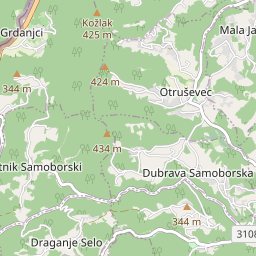 Kožlak
425 m
Grdanjci
Mala Ja
344 m
424 m
Otruševec
434 m
tnik Samoborski
Dubrava Samoborska
344 m
3108
Draganje Selo